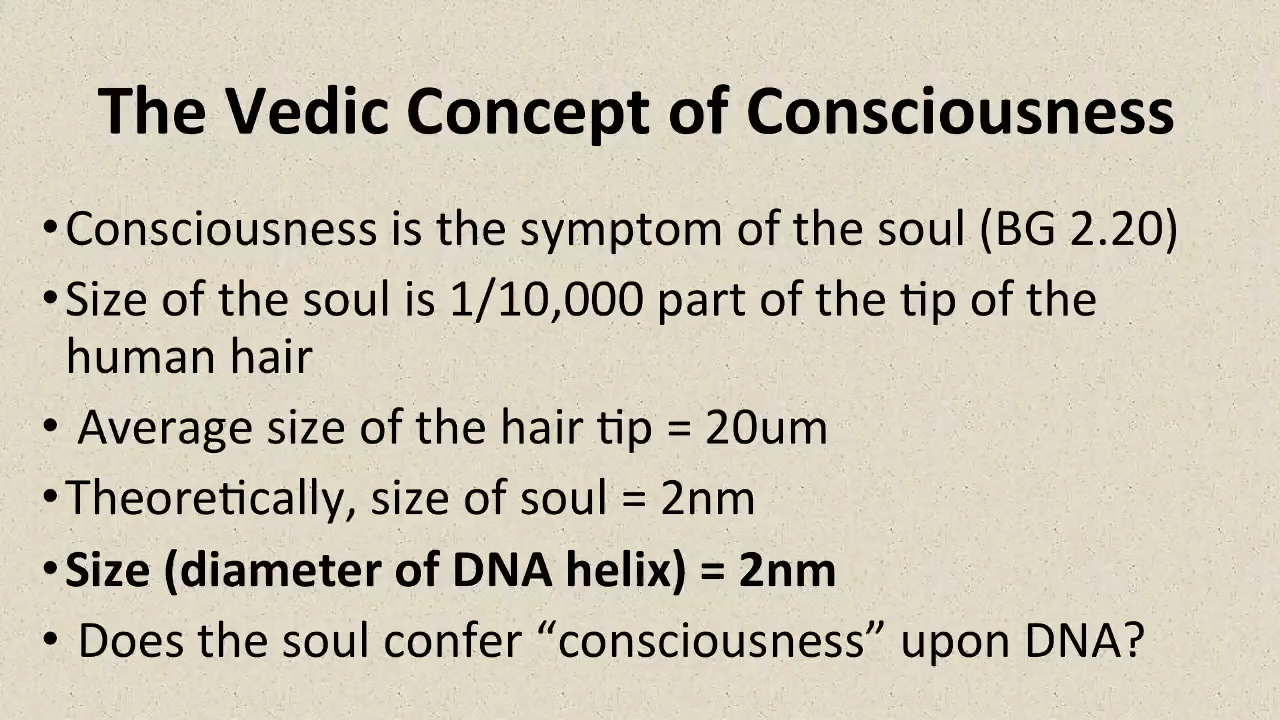 The Vedic Concept of Consciousness
•Consciousness is the symptom of the soul (BG 2.20)
•Size of the soul is 1/10,000 part of the tip of the
human hair
• Average size of the hair tip = 20um
•Theoretically, size of soul = 2nm
•Size (diameter of DNA helix) = 2nm
• Does the soul confer “consciousness” upon DNA?